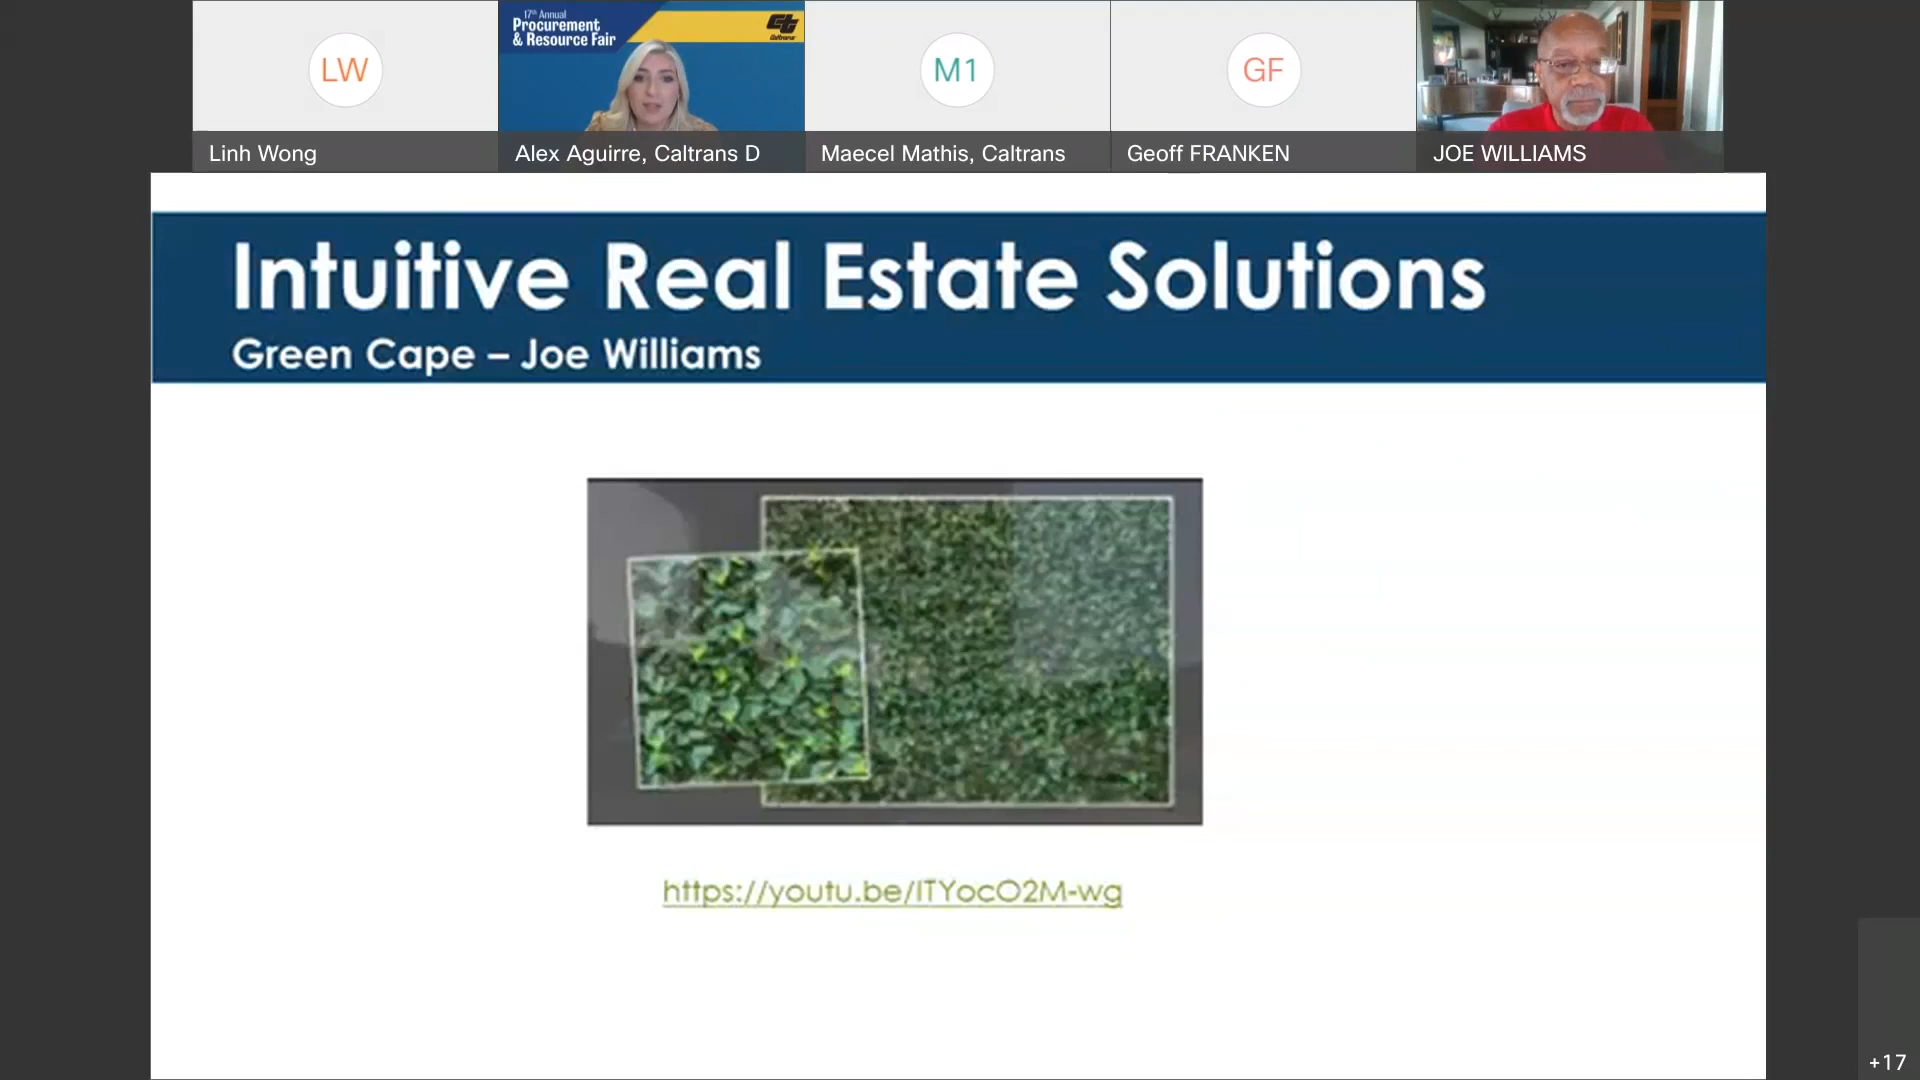 17th Annual
Procurement
& Resource Fair
Caltrans
LW
M1
GF
Linh Wong
Alex Aguirre, Caltrans D
Maecel Mathis, Caltrans
Geoff FRANKEN
JOE WILLIAMS
Intuitive Real Estate Solutions
Green Cape – Joe Williams
https://youtu.be/lTYocO2M-wg
+17